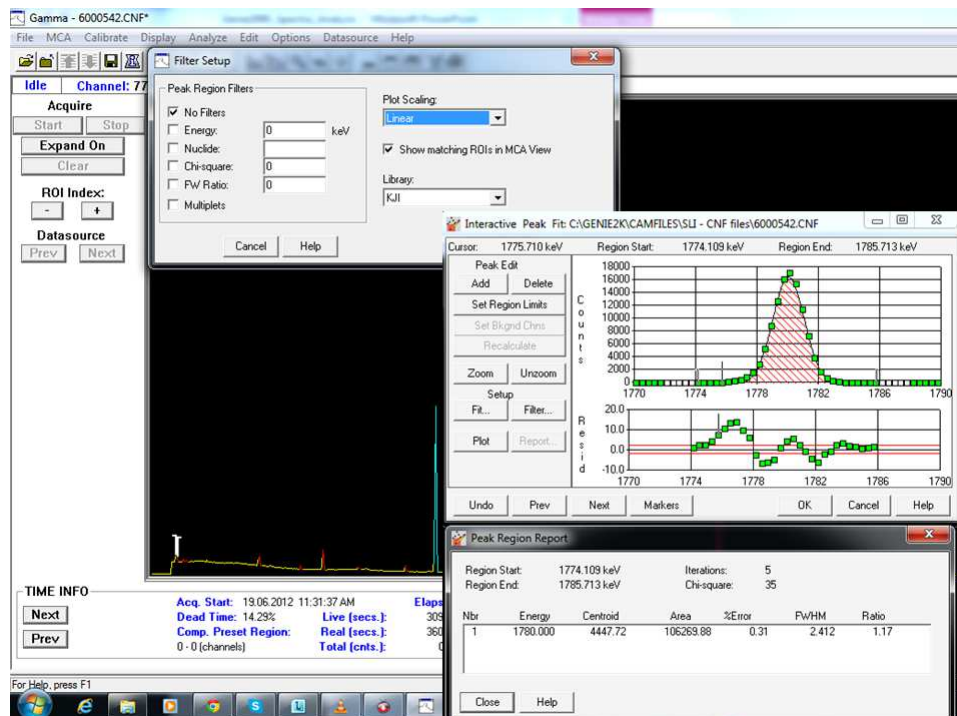 Gamma - 6000542.CNF*
File MCA Calibrate Display Analyze Edit Options Datasource Help
Idle Channel: 77
Acquire
Start Stop
Expand On
Clear
ROI Index:
- +
Datasource
Prev Next
Filter Setup
Peak Region Filters
No Filters
Energy: 0 keV
Nuclide:
Chi-square: 0
FW Ratio: 0
Multiplets
Plot Scaling:
Linear
Show matching ROIs in MCA View
Library:
KJI
Cancel Help
Interactive Peak Fit: C:\GENIE2K\CAMFILES\SLI - CNF files\6000542.CNF
Cursor: 1775.710 keV Region Start: 1774.109 keV Region End: 1785.713 keV
Peak Edit
Add Delete
Set Region Limits
Set Bkgnd Chns
Recalculate
Zoom Unzoom
Setup
Fit... Filter...
Plot Report...
Counts
18000
16000
14000
12000
10000
8000
6000
4000
2000
0
1770 1774 1778 1782 1786 1790
Resid
20.0
10.0
0.0
-10.0
1770 1774 1778 1782 1786 1790
Undo Prev Next Markers OK Cancel Help
Peak Region Report
Region Start: 1774.109 keV Iterations: 5
Region End: 1785.713 keV Chi-square: 35
Nbr Energy Centroid Area %Error FWHM Ratio
1 1780.000 4447.72 106269.88 0.31 2.412 1.17
Close Help
TIME INFO
Next
Prev
Acq. Start: 19.06.2012 11:31:37 AM Elaps
Dead Time: 14.29% Live (secs.): 309
Comp. Preset Region: Real (secs.): 360
0 - 0 (channels) Total (cnts.): 0
For Help, press F1